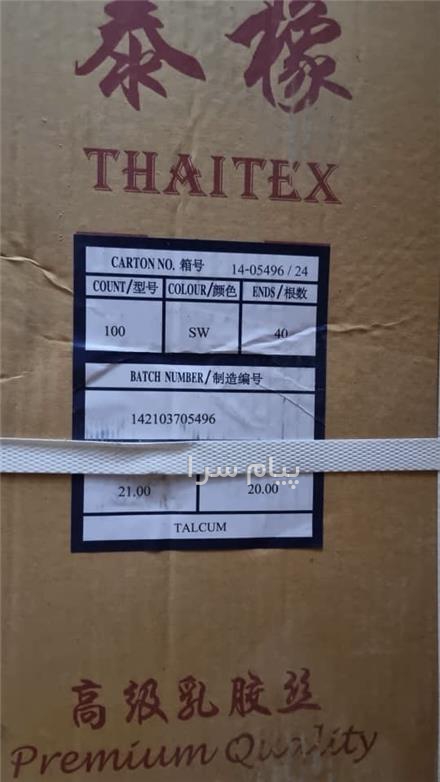 泰橡
THAITEX
CARTON NO. 箱号 14-05496 / 24
COUNT/型号 COLOUR/颜色 ENDS/根数
100 SW 40
BATCH NUMBER/制造编号
142103705496
پیام سرا
21.00 20.00
TALCUM
高级乳胶丝
Premium Quality